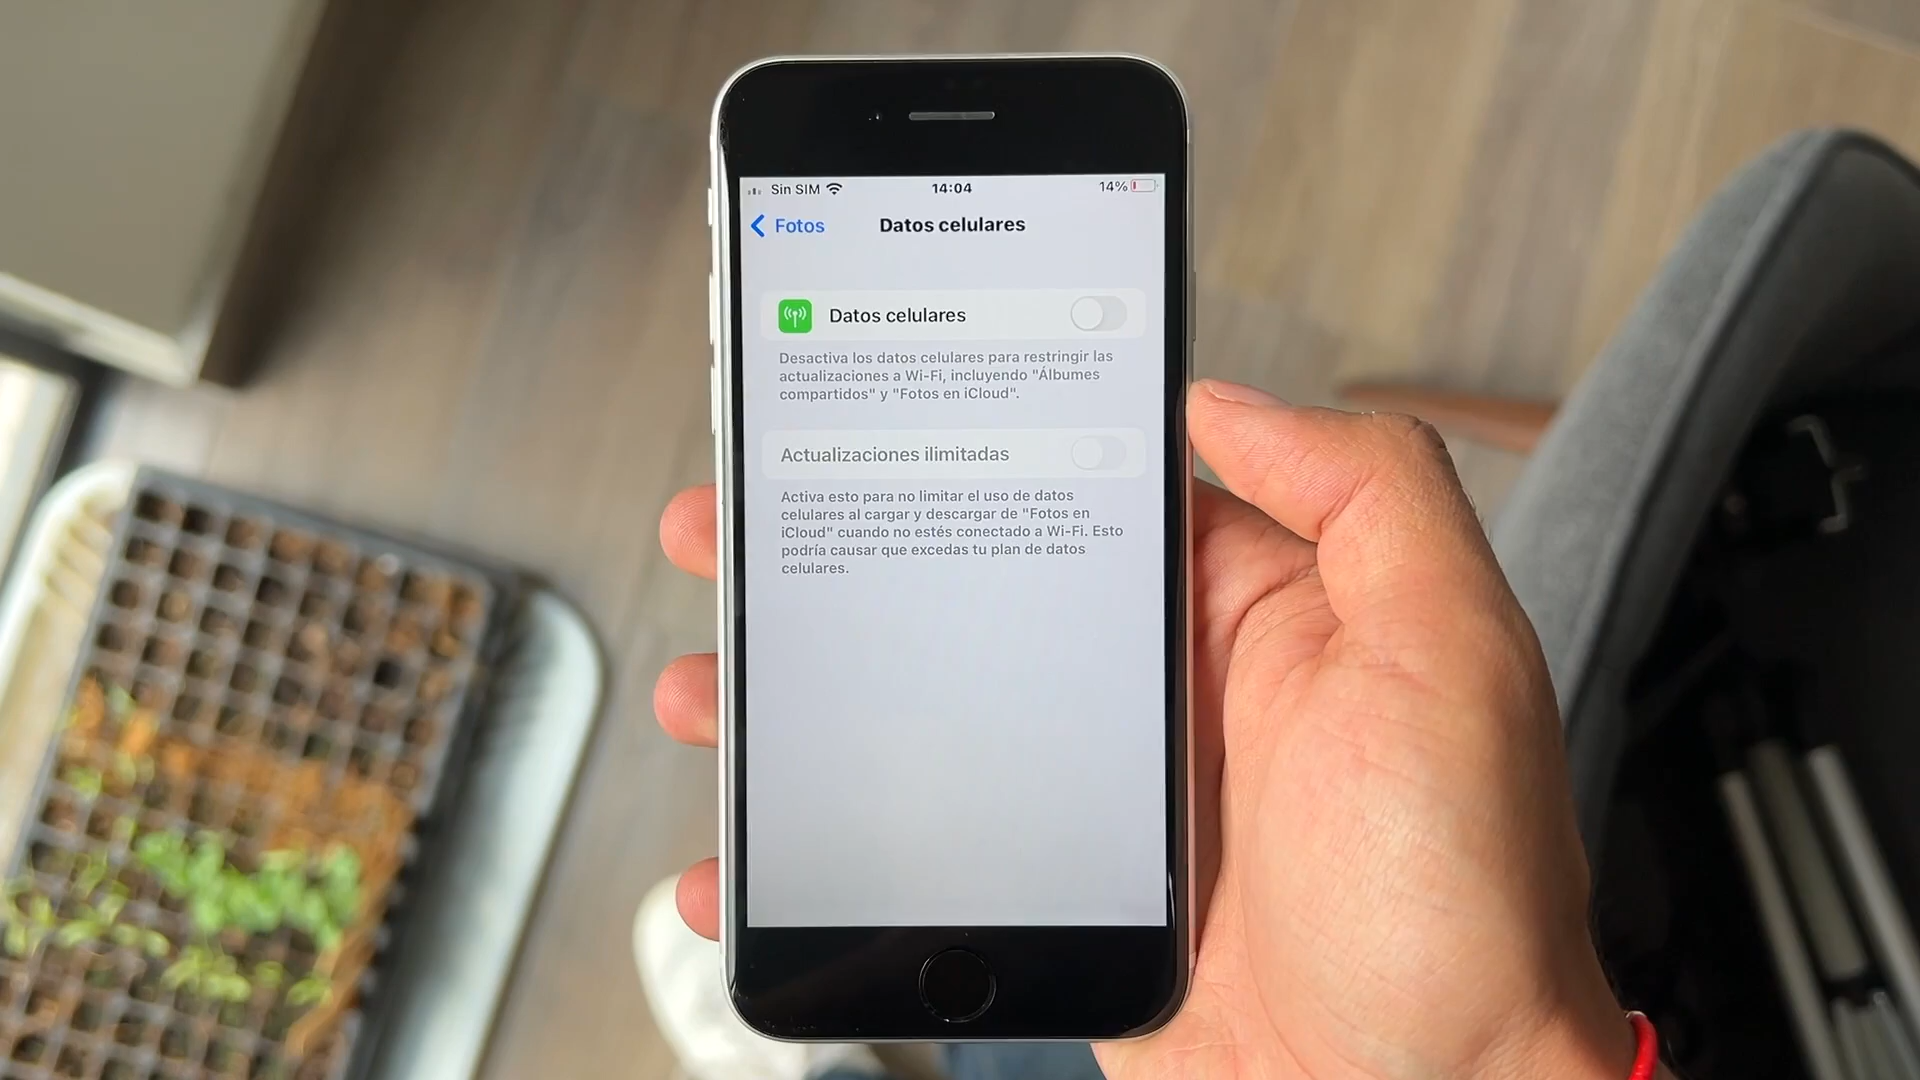 Sin SIM 14:04 14%
Fotos Datos celulares
Datos celulares
Desactiva los datos celulares para restringir las
actualizaciones a Wi-Fi, incluyendo "Álbumes
compartidos" y "Fotos en iCloud".
Actualizaciones ilimitadas
Activa esto para no limitar el uso de datos
celulares al cargar y descargar de "Fotos en
iCloud" cuando no estés conectado a Wi-Fi. Esto
podría causar que excedas tu plan de datos
celulares.